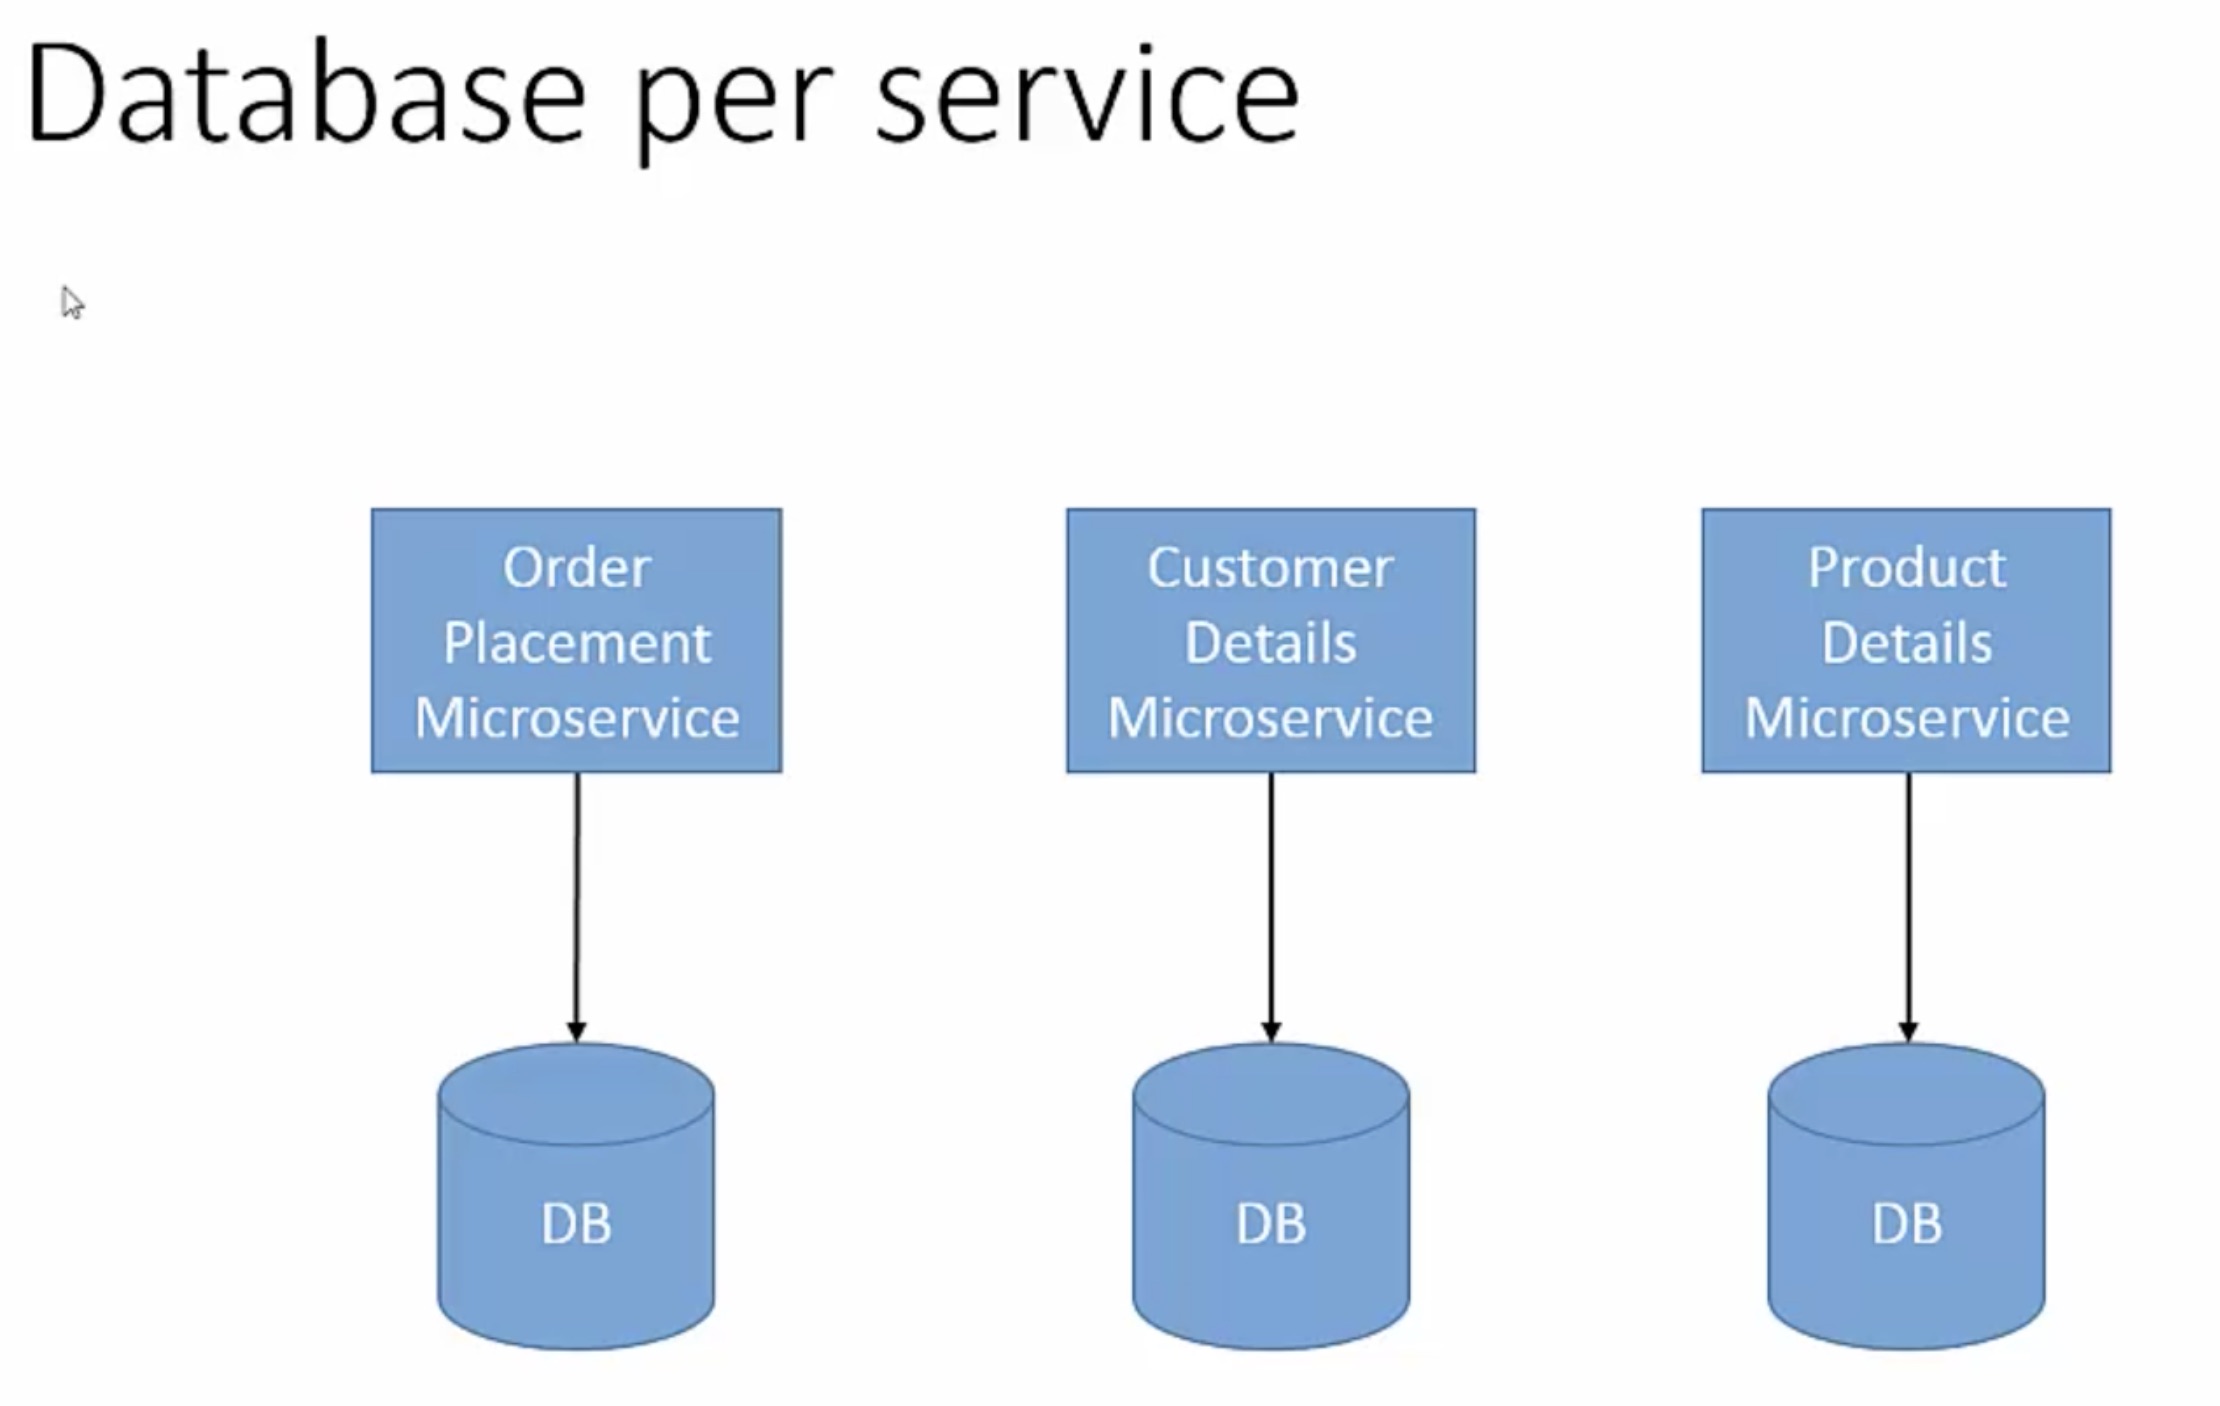 Database per service
Order
Placement
Microservice
Customer
Details
Microservice
Product
Details
Microservice
DB
DB
DB